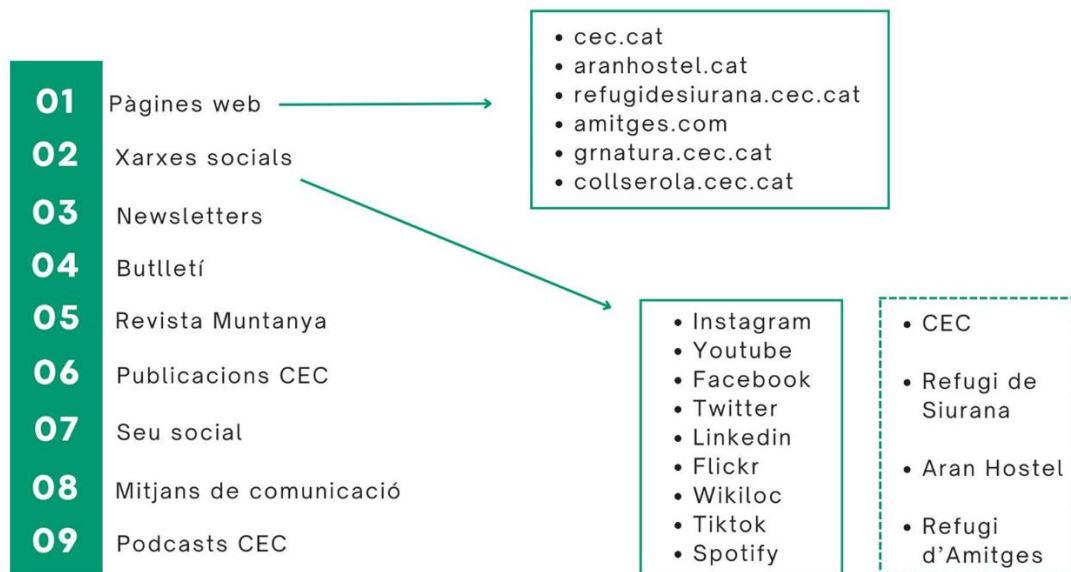 01 Pàgines web
02 Xarxes socials
03 Newsletters
04 Butlletí
05 Revista Muntanya
06 Publicacions CEC
07 Seu social
08 Mitjans de comunicació
09 Podcasts CEC
• cec.cat
• aranhostel.cat
• refugidesiurana.cec.cat
• amitges.com
• grnatura.cec.cat
• collserola.cec.cat
• Instagram
• Youtube
• Facebook
• Twitter
• Linkedin
• Flickr
• Wikiloc
• Tiktok
• Spotify
• CEC
• Refugi de
Siurana
• Aran Hostel
• Refugi
d'Amitges